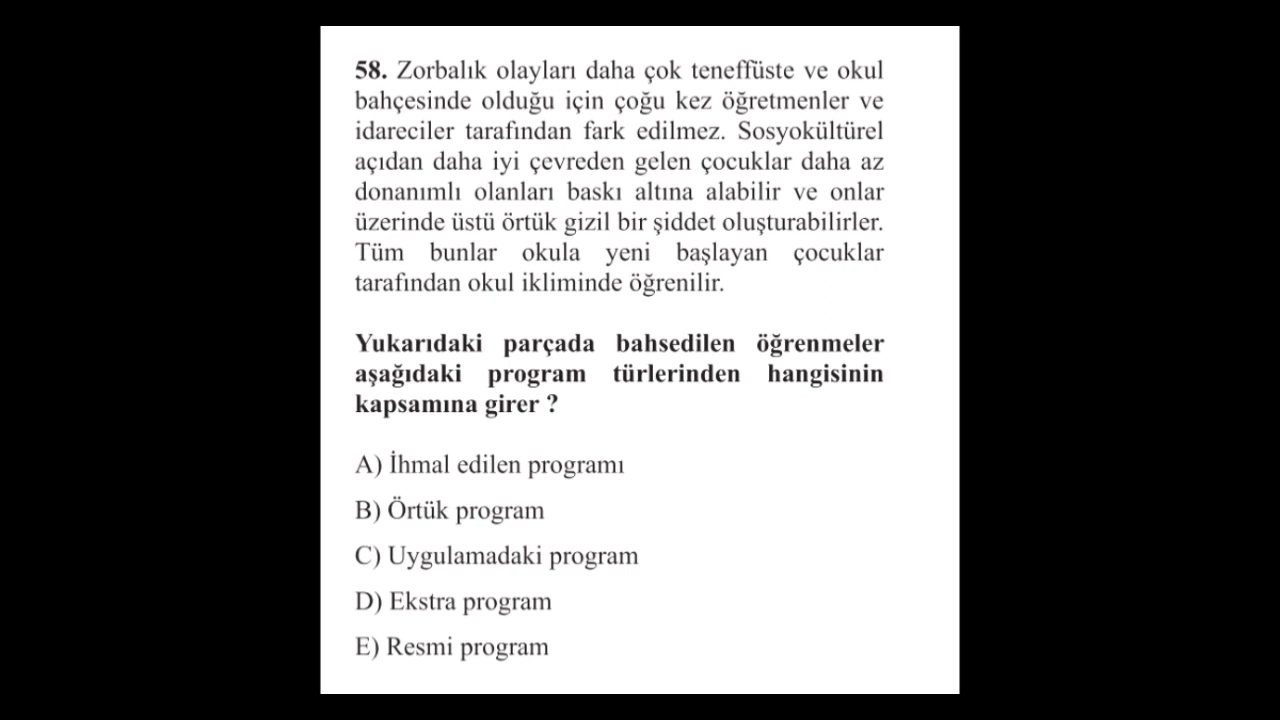 58. Zorbalık olayları daha çok teneffüste ve okul
bahçesinde olduğu için çoğu kez öğretmenler ve
idareciler tarafından fark edilmez. Sosyokültürel
açıdan daha iyi çevreden gelen çocuklar daha az
donanımlı olanları baskı altına alabilir ve onlar
üzerinde üstü örtük gizil bir şiddet oluşturabilirler.
Tüm bunlar okula yeni başlayan çocuklar
tarafından okul ikliminde öğrenilir.
Yukarıdaki parçada bahsedilen öğrenmeler
aşağıdaki program türlerinden hangisinin
kapsamına girer ?
A) İhmal edilen programı
B) Örtük program
C) Uygulamadaki program
D) Ekstra program
E) Resmi program